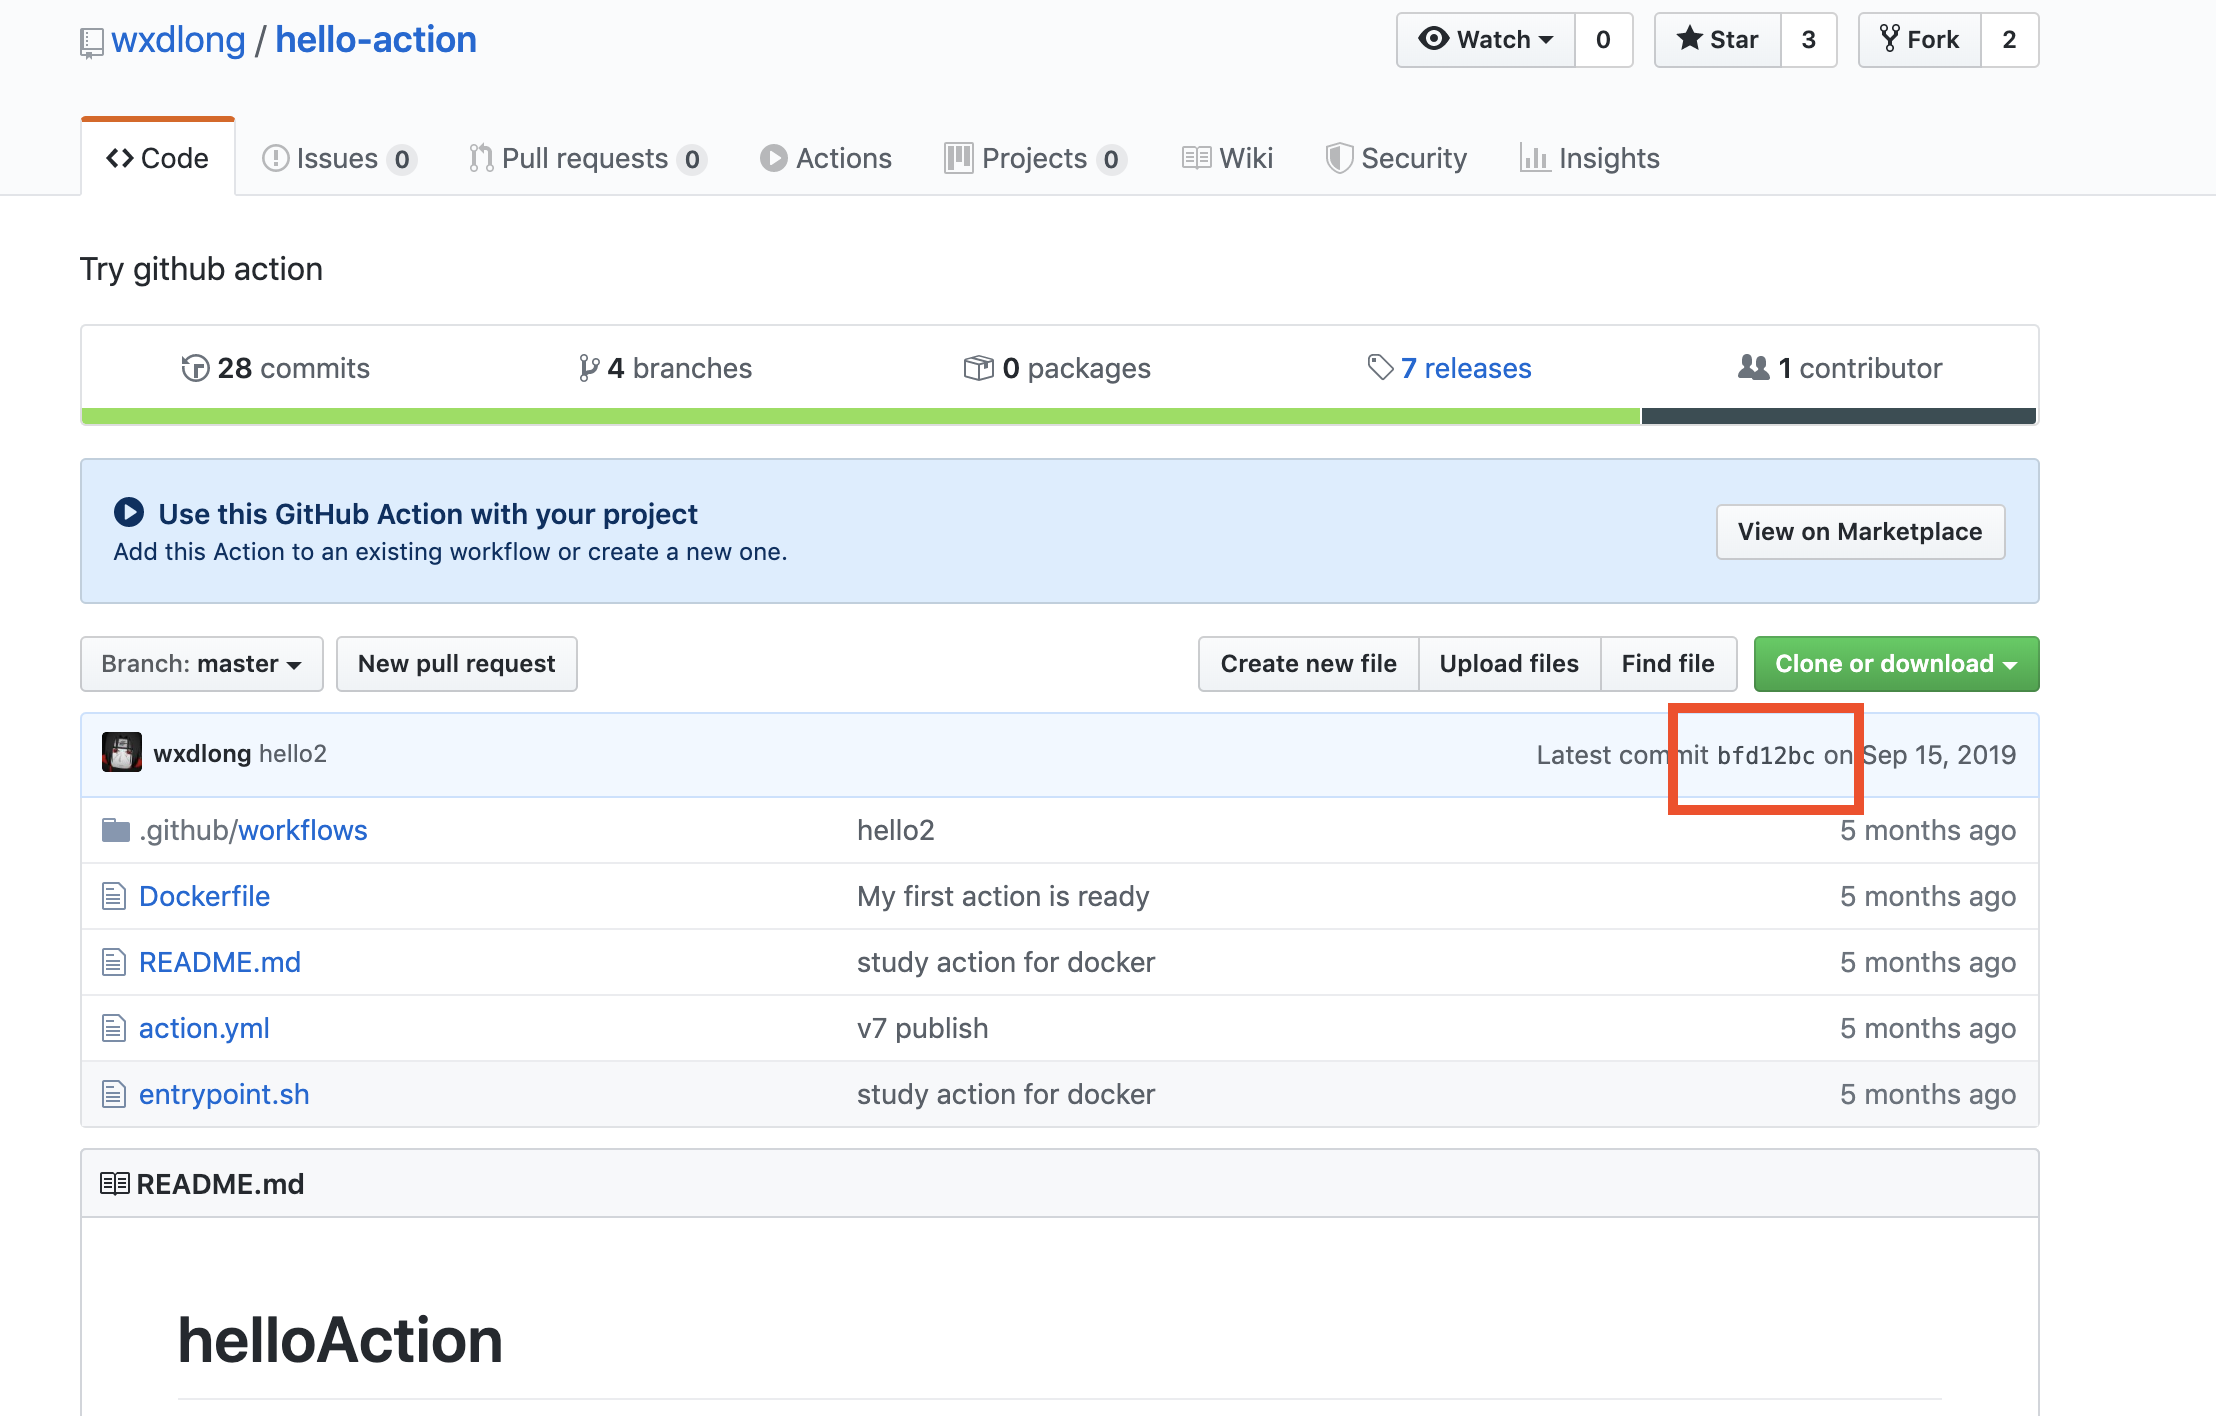 wxdlong / hello-action
Watch 0 Star 3 Fork 2
Code Issues 0 Pull requests 0 Actions Projects 0 Wiki Security Insights
Try github action
28 commits 4 branches 0 packages 7 releases 1 contributor
Use this GitHub Action with your project
Add this Action to an existing workflow or create a new one.
View on Marketplace
Branch: master New pull request Create new file Upload files Find file Clone or download
wxdlong hello2 Latest commit bfd12bc on Sep 15, 2019
.github/workflows hello2 5 months ago
Dockerfile My first action is ready 5 months ago
README.md study action for docker 5 months ago
action.yml v7 publish 5 months ago
entrypoint.sh study action for docker 5 months ago
README.md
helloAction